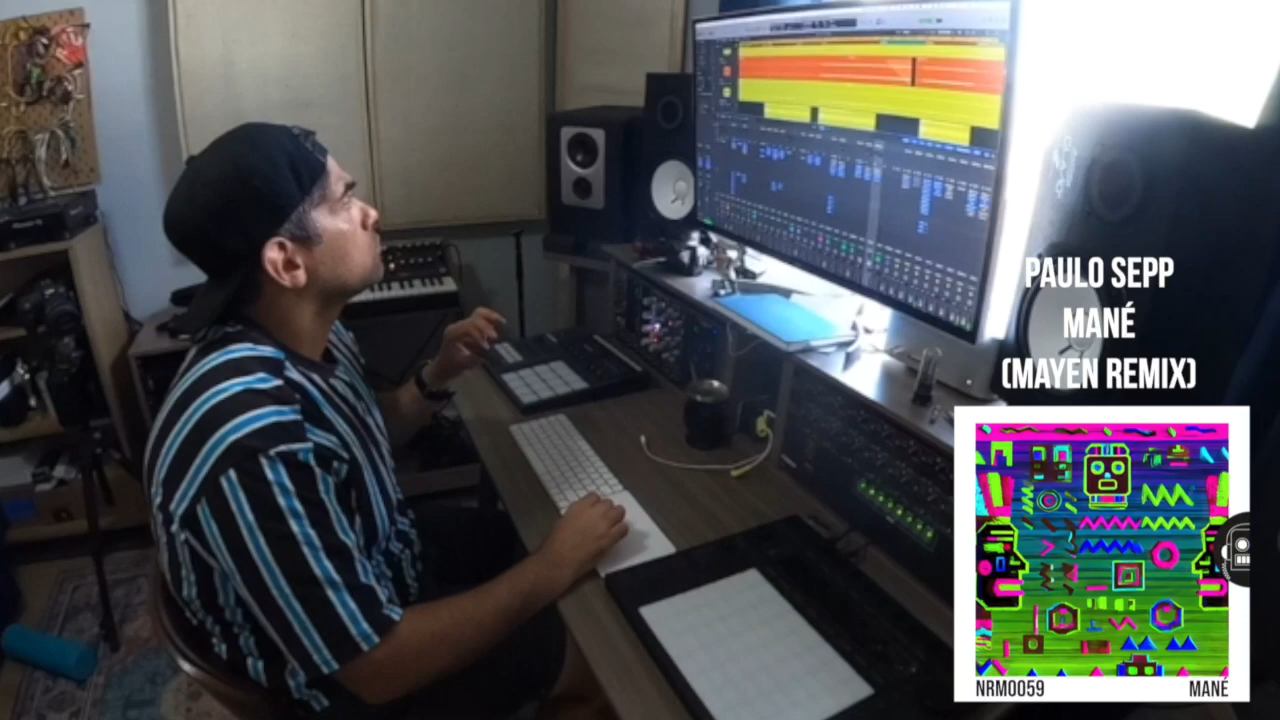 PAULO SEPP
MANÉ
(MAYEN REMIX)
NRM0059
MANÉ